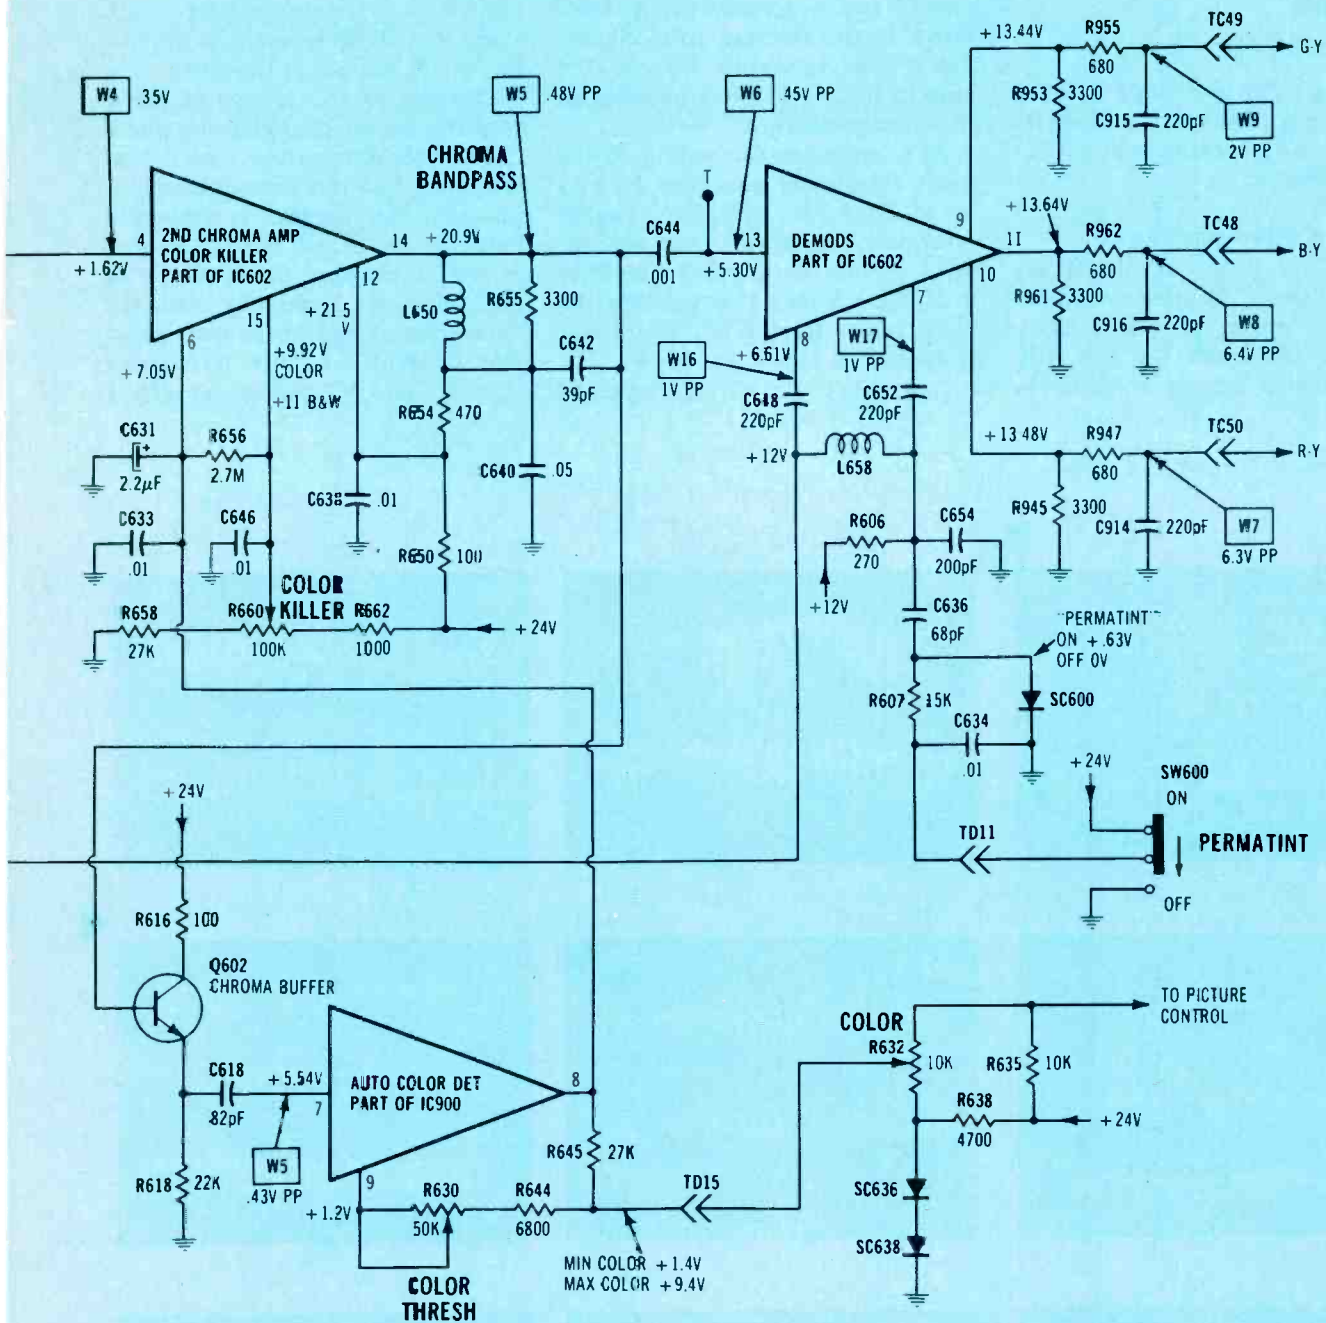 +13.44V
R955
680
TC49
G-Y
W4
.35V
W5
.48V PP
W6
.45V PP
R953
3300
C915
220pF
W9
2V PP
CHROMA
BANDPASS
T
+13.64V
4
+1.62V
2ND CHROMA AMP
COLOR KILLER
PART OF IC602
14
+20.9V
12
C644
.001
13
+5.30V
DEMODS
PART OF IC602
9
11
10
R962
680
TC48
B-Y
L650
R655
3300
15
+21.5
V
6
+7.05V
+9.92V
COLOR
+11 B&W
C642
39pF
W16
1V PP
+6.61V
8
W17
1V PP
7
R961
3300
C916
220pF
W8
6.4V PP
R654
470
C648
220pF
C652
220pF
C631
+
2.2µF
R656
2.7M
+12V
L658
+13.48V
R947
680
TC50
R-Y
C640
.05
C638
.01
C633
.01
C646
.01
R650
100
R606
270
C654
200pF
R945
3300
C914
220pF
W7
6.3V PP
COLOR
KILLER
R658
27K
R660
100K
R662
1000
+24V
+12V
C636
68pF
"PERMATINT"
ON +.63V
OFF 0V
R607
15K
SC600
C634
.01
+24V
+24V
SW600
ON
TD11
PERMATINT
OFF
R616
100
Q602
CHROMA BUFFER
COLOR
R632
10K
R635
10K
TO PICTURE
CONTROL
C618
82pF
+5.54V
7
AUTO COLOR DET
PART OF IC900
8
R638
4700
+24V
W5
.43V PP
R618
22K
R645
27K
9
+1.2V
R630
50K
R644
6800
TD15
SC636
SC638
MIN COLOR +1.4V
MAX COLOR +9.4V
COLOR
THRESH